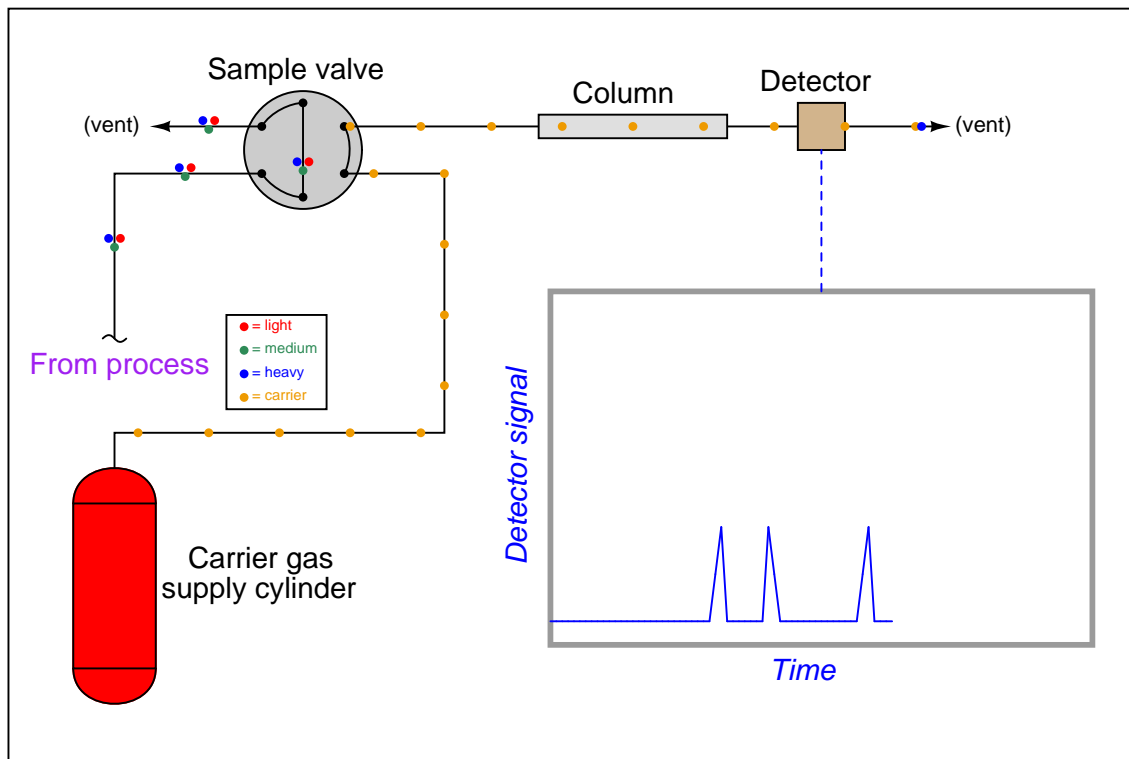 Sample valve
Column
Detector
(vent)
(vent)
From process
= light
= medium
= heavy
= carrier
Detector signal
Carrier gas
supply cylinder
Time